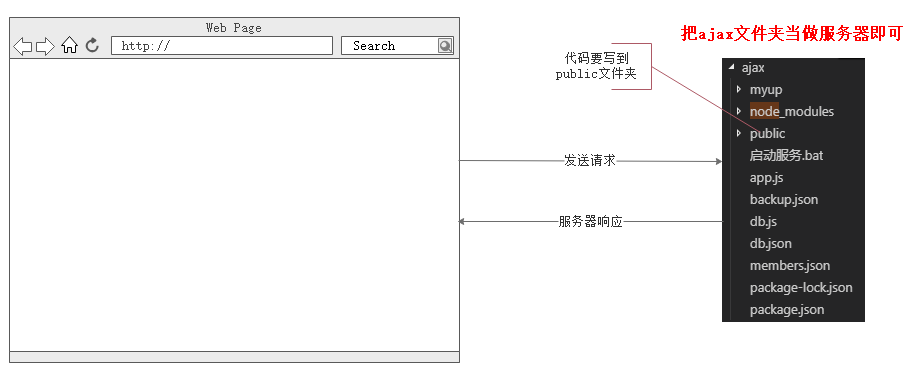 Web Page
http://
Search
代码要写到
public文件夹
发送请求
服务器响应
把ajax文件夹当做服务器即可
ajax
myup
node_modules
public
启动服务.bat
app.js
backup.json
db.js
db.json
members.json
package-lock.json
package.json